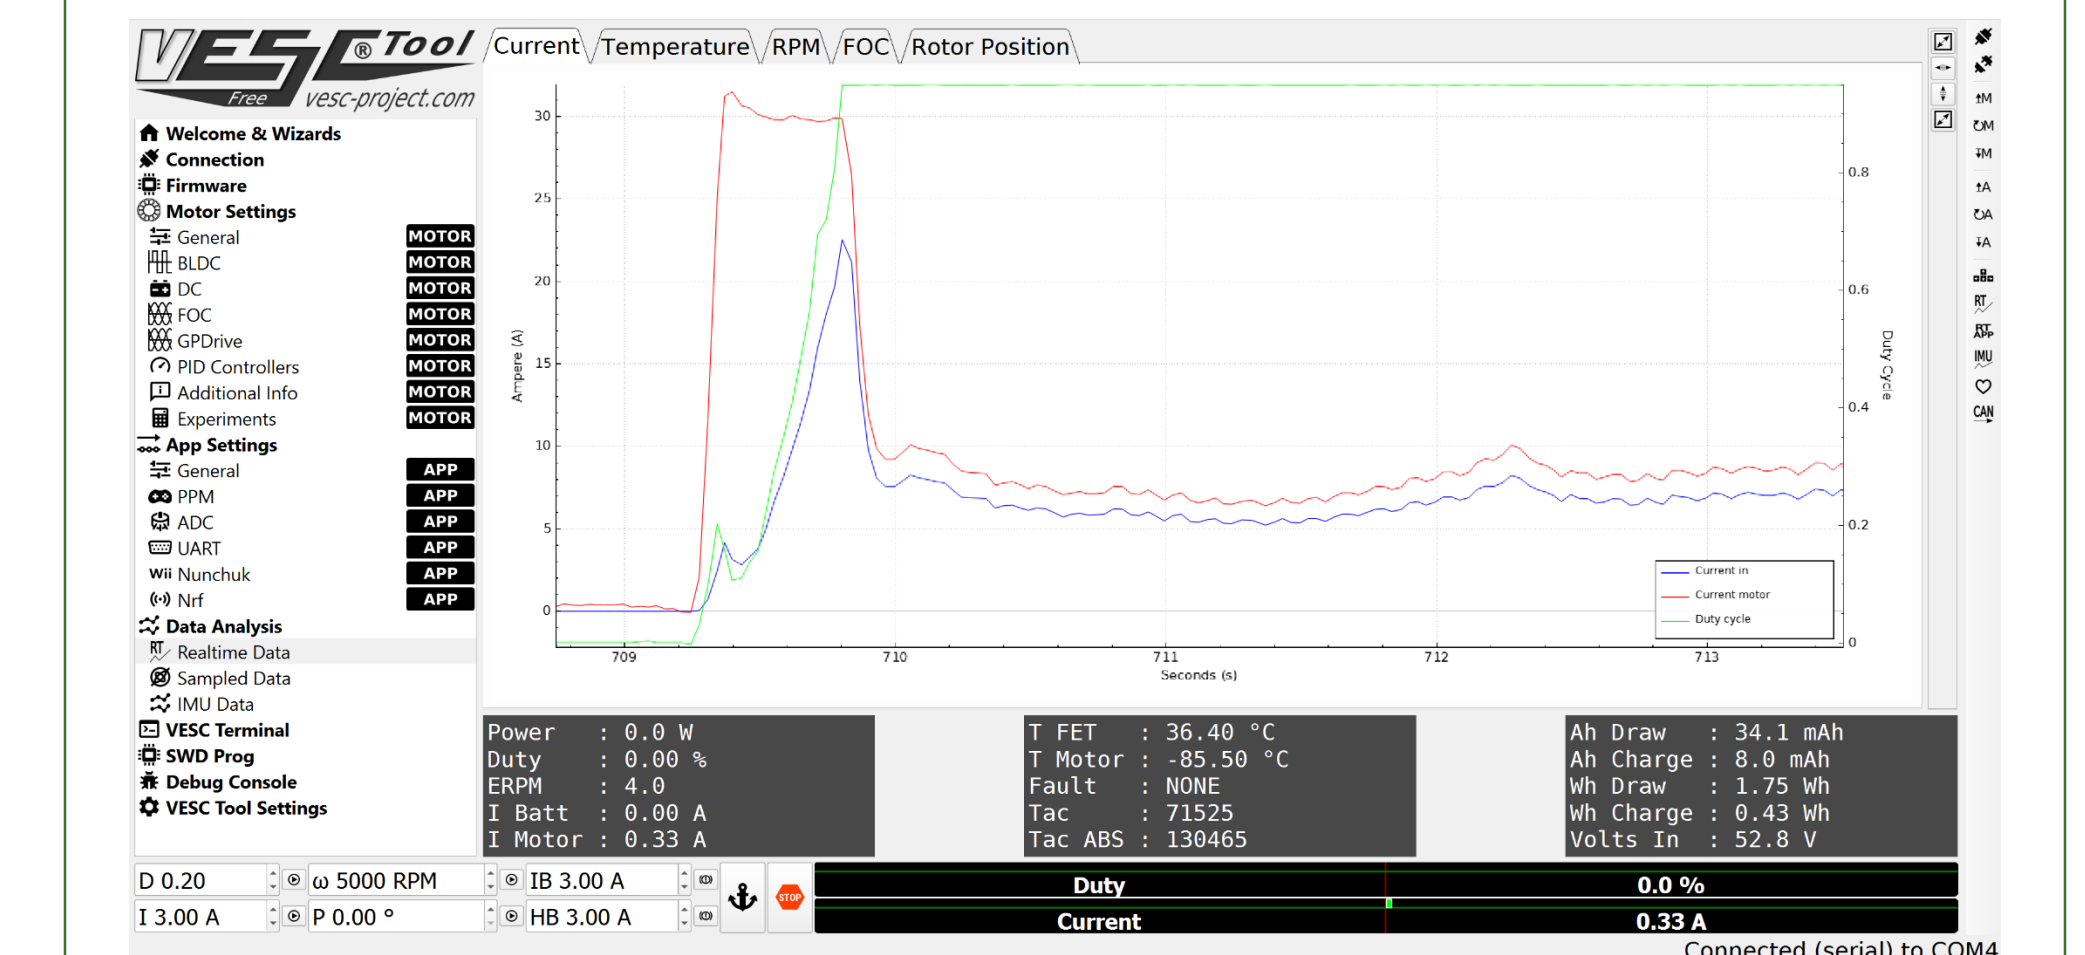 VESC® Tool
Free vesc-project.com
Current Temperature RPM FOC Rotor Position
Welcome & Wizards
Connection
Firmware
Motor Settings
General MOTOR
BLDC MOTOR
DC MOTOR
FOC MOTOR
GPDrive MOTOR
PID Controllers MOTOR
Additional Info MOTOR
Experiments MOTOR
App Settings
General APP
PPM APP
ADC APP
UART APP
Wii Nunchuk APP
Nrf APP
Data Analysis
RT Realtime Data
Sampled Data
IMU Data
VESC Terminal
SWD Prog
Debug Console
VESC Tool Settings
30
25
20
15
10
5
0
Ampere (A)
709 710 711 712 713
Seconds (s)
0.8
0.6
0.4
0.2
0
Duty Cycle
Current in
Current motor
Duty cycle
M
M
M
A
A
A
RT
RT
APP
IMU
CAN
Power : 0.0 W
Duty : 0.00 %
ERPM : 4.0
I Batt : 0.00 A
I Motor : 0.33 A
T FET : 36.40 °C
T Motor : -85.50 °C
Fault : NONE
Tac : 71525
Tac ABS : 130465
Ah Draw : 34.1 mAh
Ah Charge : 8.0 mAh
Wh Draw : 1.75 Wh
Wh Charge : 0.43 Wh
Volts In : 52.8 V
D 0.20 ω 5000 RPM IB 3.00 A
I 3.00 A P 0.00 ° HB 3.00 A
STOP
Duty 0.0 %
Current 0.33 A
Connected (serial) to COM4